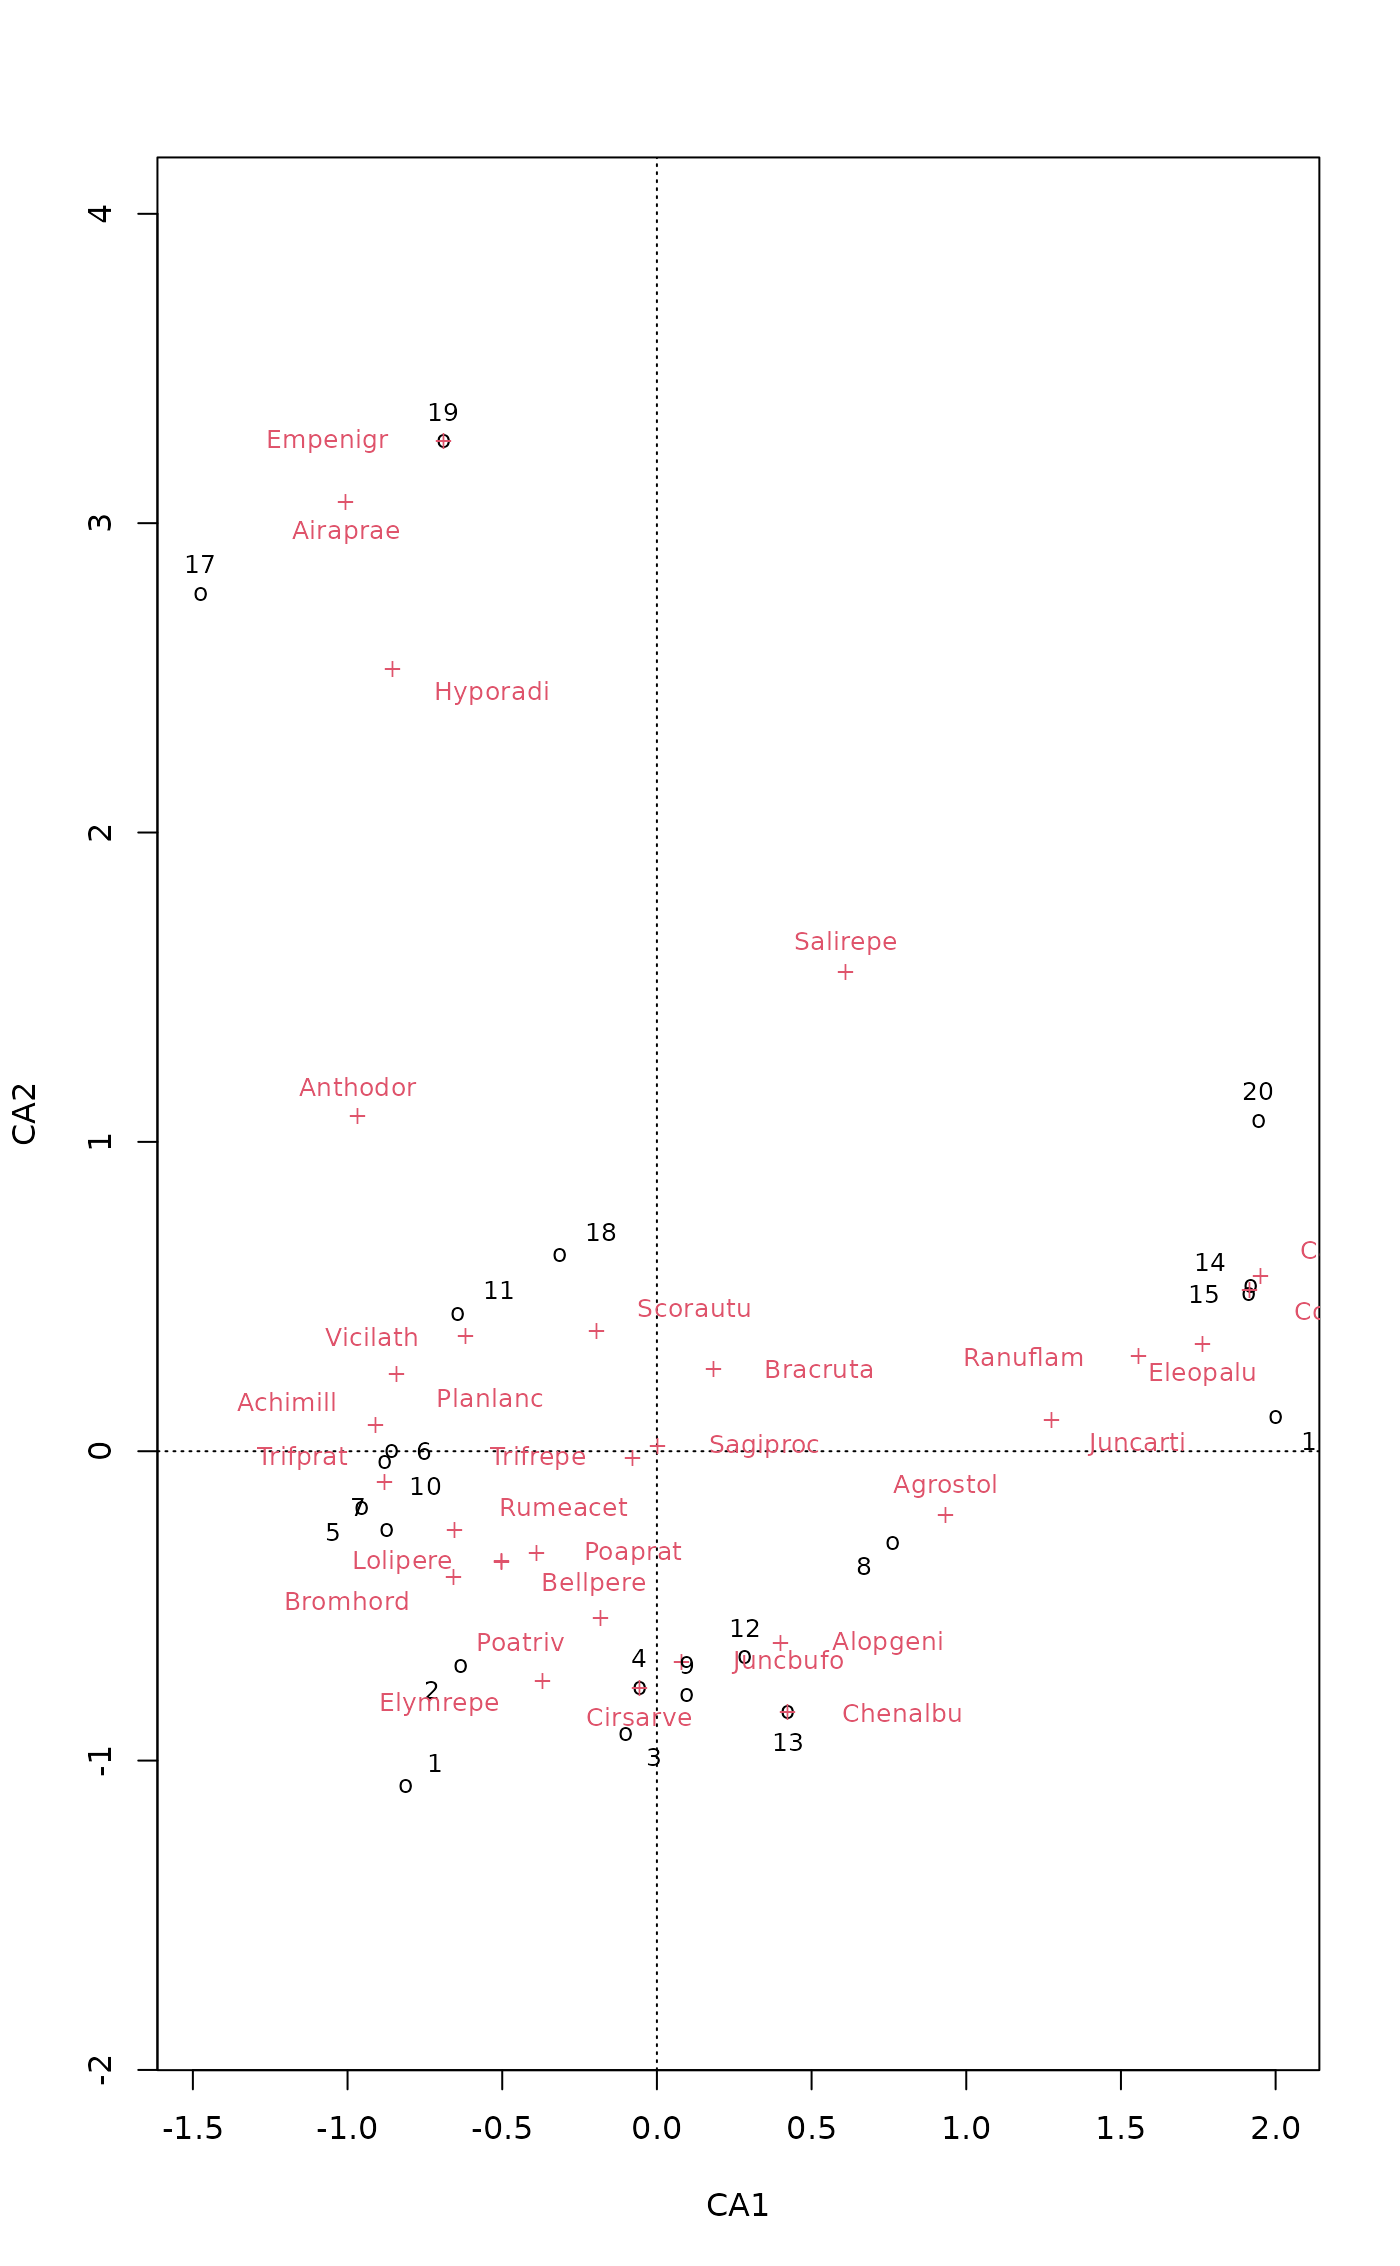 4
19
Empenigr
3
Airaprae
17
Hyporadi
2
Salirepe
Anthodor
20
CA2
1
18
14
11
15
Scorautu
Vicilath
Ranuflam
Bracruta
Eleopalu
Planlanc
Achimill
0
Trifprat
6
Trifrepe
Sagiproc
Juncarti
1
10
Agrostol
7
Rumeacet
5
Lolipere
Poaprat
8
Bromhord
Bellpere
12
Poatriv
4
9
Alopgeni
Juncbufo
2
Elymrepe
Cirsarve
Chenalbu
13
3
1
-1
-2
-1.5 -1.0 -0.5 0.0 0.5 1.0 1.5 2.0
CA1